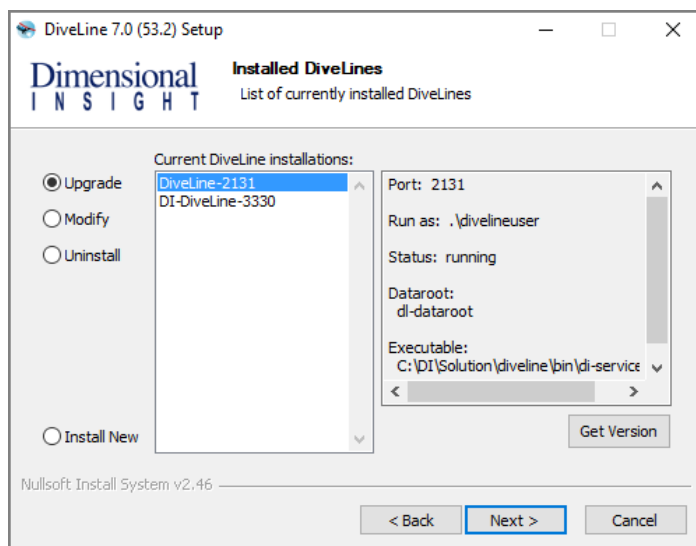 DiveLine 7.0 (53.2) Setup
Dimensional
INSIGHT
Installed DiveLines
List of currently installed DiveLines
Current DiveLine installations:
Upgrade
Modify
Uninstall
Install New
DiveLine-2131
DI-DiveLine-3330
Port: 2131
Run as: .\divelineuser
Status: running
Dataroot:
dl-dataroot
Executable:
C:\DI\Solution\diveline\bin\di-service
Get Version
Nullsoft Install System v2.46
< Back
Next >
Cancel